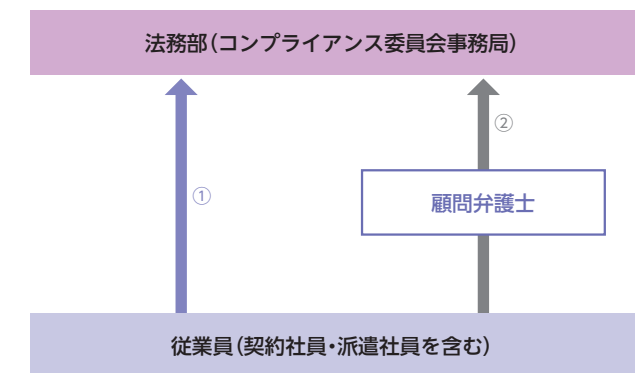 法務部(コンプライアンス委員会事務局)
②
①
顧問弁護士
従業員(契約社員・派遣社員を含む)